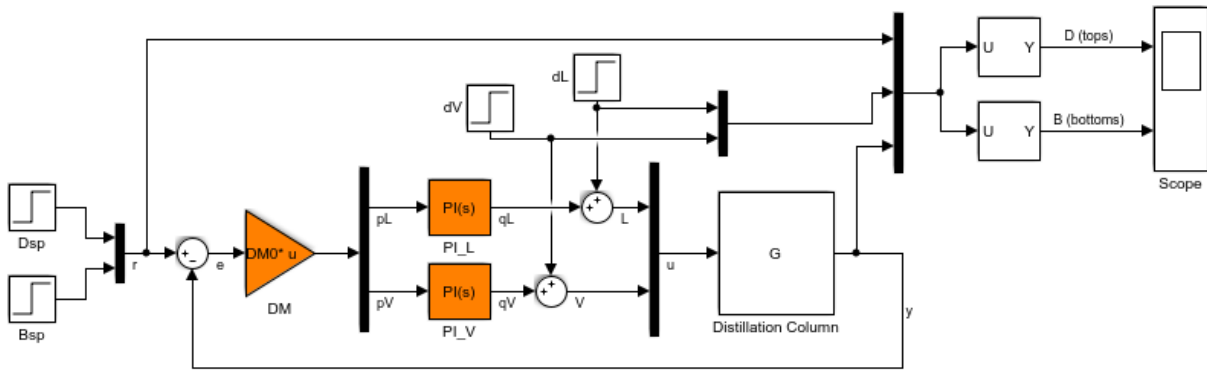 dL
dV
U
Y
D (tops)
U
Y
B (bottoms)
Scope
Dsp
Bsp
r
+
−
e
DM0* u
DM
pL
PI(s)
qL
PI_L
+
+
L
pV
PI(s)
qV
PI_V
+
+
V
u
G
Distillation Column
y